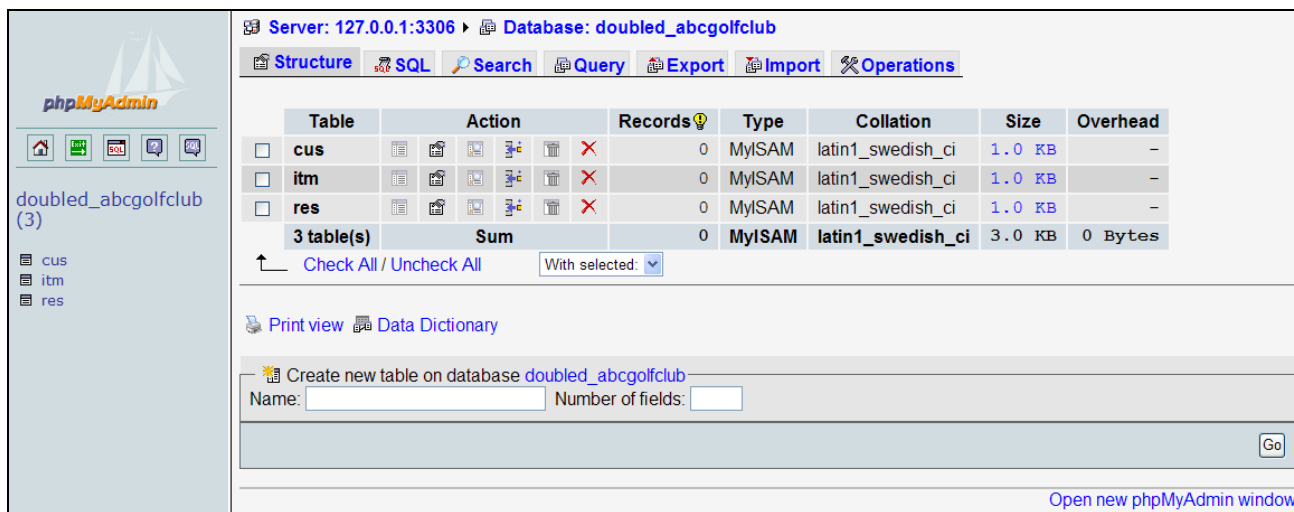 Server: 127.0.0.1:3306 Database: doubled_abcgolfclub
Structure SQL Search Query Export Import Operations
phpMyAdmin
Exit SQL ? SQL
doubled_abcgolfclub
(3)
cus
itm
res
Table Action Records Type Collation Size Overhead
cus 0 MyISAM latin1_swedish_ci 1.0 KB -
itm 0 MyISAM latin1_swedish_ci 1.0 KB -
res 0 MyISAM latin1_swedish_ci 1.0 KB -
3 table(s) Sum 0 MyISAM latin1_swedish_ci 3.0 KB 0 Bytes
Check All / Uncheck All With selected:
Print view Data Dictionary
Create new table on database doubled_abcgolfclub
Name: Number of fields:
Go
Open new phpMyAdmin window